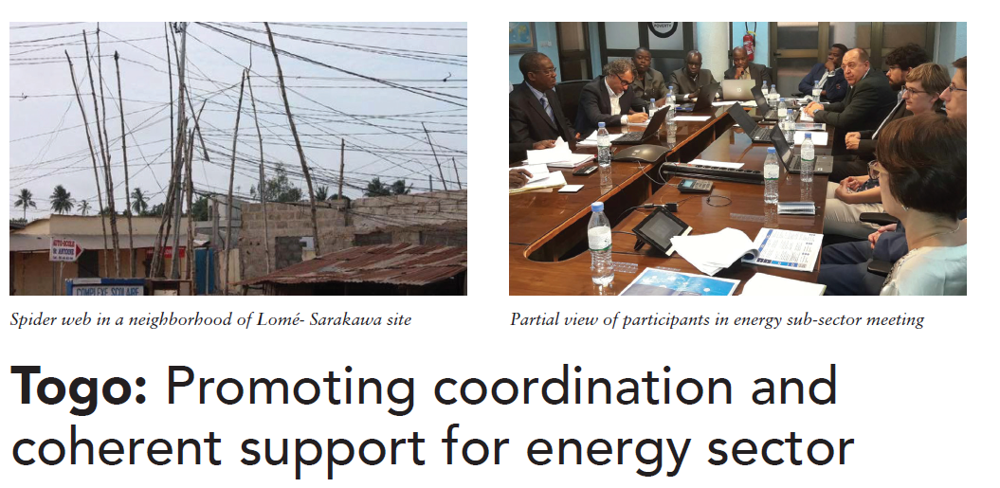 POVERTY
AUTO-ECOLE
COMPLEXE SCOLAIRE
Spider web in a neighborhood of Lomé- Sarakawa site
Partial view of participants in energy sub-sector meeting
Togo: Promoting coordination and
coherent support for energy sector